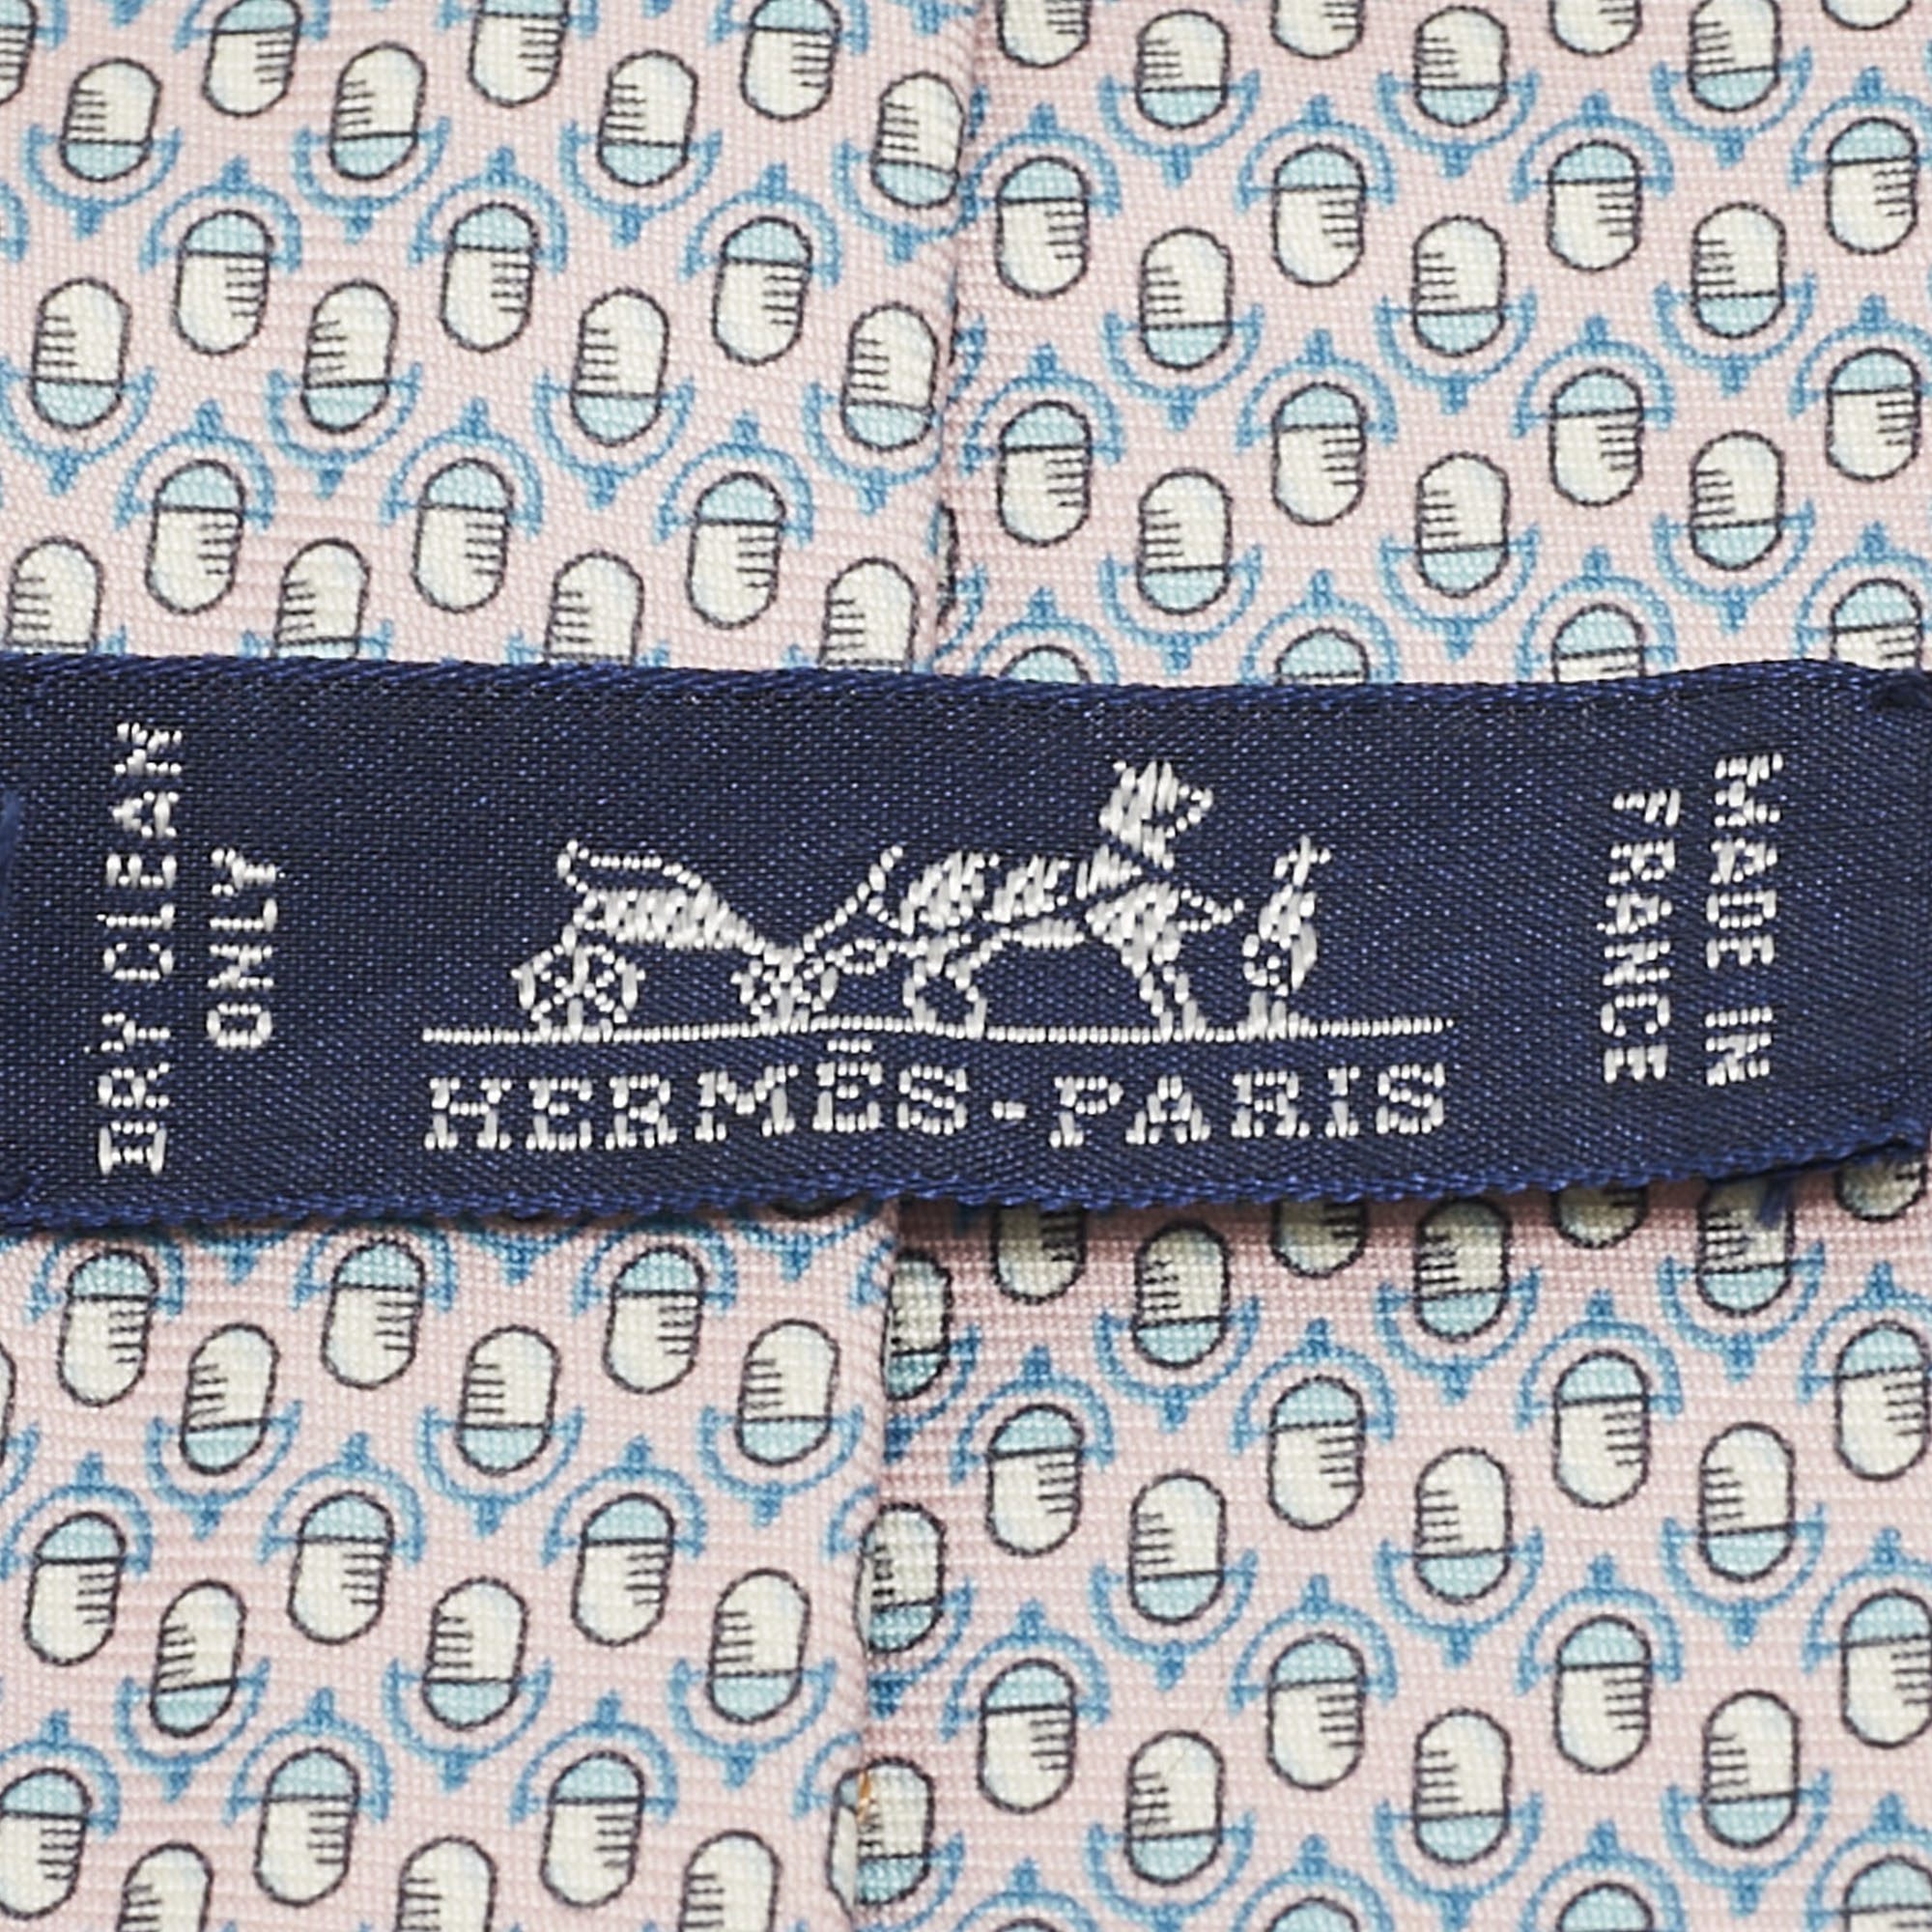 DRY CLEAN
ONLY
HERMÈS-PARIS
MADE IN
FRANCE